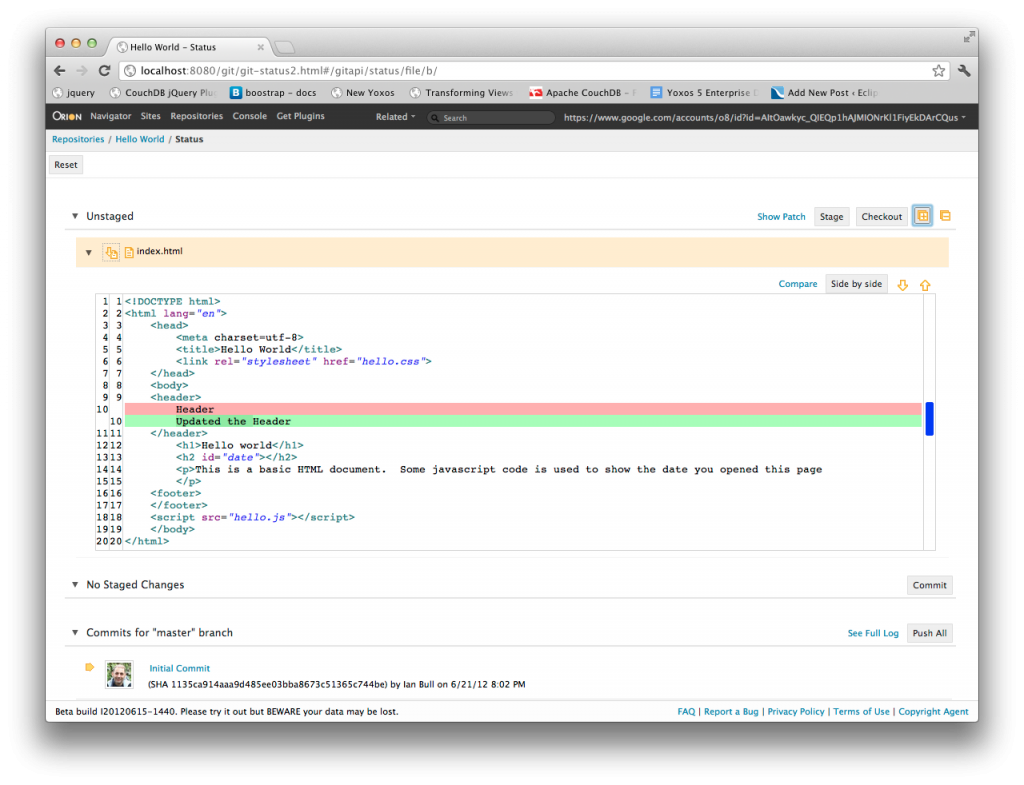 Hello World – Status
localhost:8080/git/git-status2.html#/gitapi/status/file/b/
jquery CouchDB jQuery Plu boostrap – docs New Yoxos Transforming Views Apache CouchDB – F Yoxos 5 Enterprise D Add New Post ‹ Eclip
ORION Navigator Sites Repositories Console Get Plugins Related Search https://www.google.com/accounts/o8/id?id=AItOawkyc_QIEQp1hAJMIONrKl1FiyEkDArCQus
Repositories / Hello World / Status
Reset
Unstaged Show Patch Stage Checkout
index.html
Compare Side by side
1 1 <!DOCTYPE html>
2 2 <html lang="en">
3 3 <head>
4 4 <meta charset=utf-8>
5 5 <title>Hello World</title>
6 6 <link rel="stylesheet" href="hello.css">
7 7 </head>
8 8 <body>
9 9 <header>
10 Header
10 Updated the Header
11 11 </header>
12 12 <h1>Hello world</h1>
13 13 <h2 id="date"></h2>
14 14 <p>This is a basic HTML document.  Some javascript code is used to show the date you opened this page
15 15 </p>
16 16 <footer>
17 17 </footer>
18 18 <script src="hello.js"></script>
19 19 </body>
20 20 </html>
No Staged Changes Commit
Commits for "master" branch See Full Log Push All
Initial Commit
(SHA 1135ca914aaa9d485ee03bba8673c51365c744be) by Ian Bull on 6/21/12 8:02 PM
Beta build I20120615-1440. Please try it out but BEWARE your data may be lost. FAQ | Report a Bug | Privacy Policy | Terms of Use | Copyright Agent